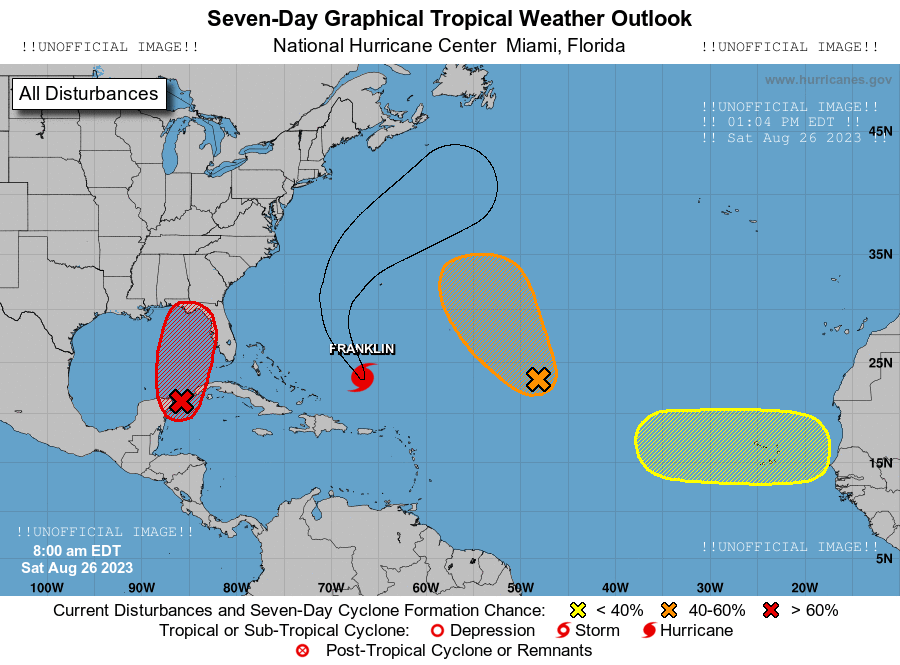 Seven-Day Graphical Tropical Weather Outlook
!!UNOFFICIAL IMAGE!! National Hurricane Center Miami, Florida !!UNOFFICIAL IMAGE!!
www.hurricanes.gov
All Disturbances
!!UNOFFICIAL IMAGE!!
!! 01:04 PM EDT !!
!! Sat Aug 26 2023 !!
45N
35N
FRANKLIN
25N
15N
!!UNOFFICIAL IMAGE!!
8:00 am EDT
Sat Aug 26 2023
!!UNOFFICIAL IMAGE!!
5N
100W 90W 80W 70W 60W 50W 40W 30W 20W
Current Disturbances and Seven-Day Cyclone Formation Chance: < 40% 40-60% > 60%
Tropical or Sub-Tropical Cyclone: Depression Storm Hurricane
Post-Tropical Cyclone or Remnants